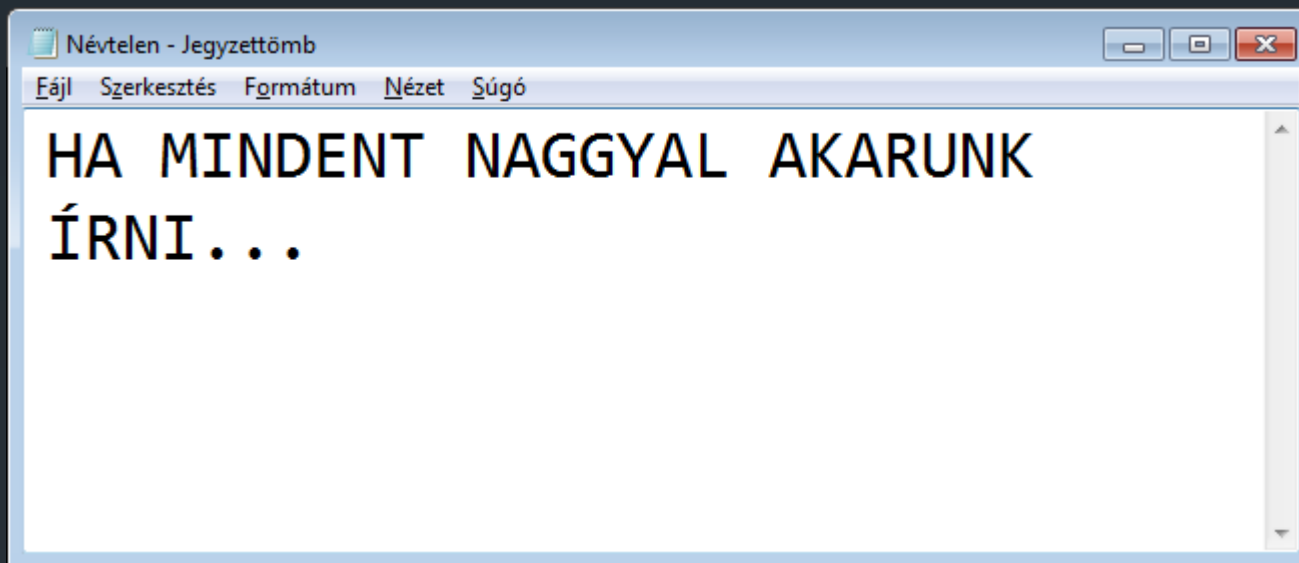 Névtelen - Jegyzettömb
Fájl Szerkesztés Formátum Nézet Súgó
HA MINDENT NAGGYAL AKARUNK
ÍRNI...